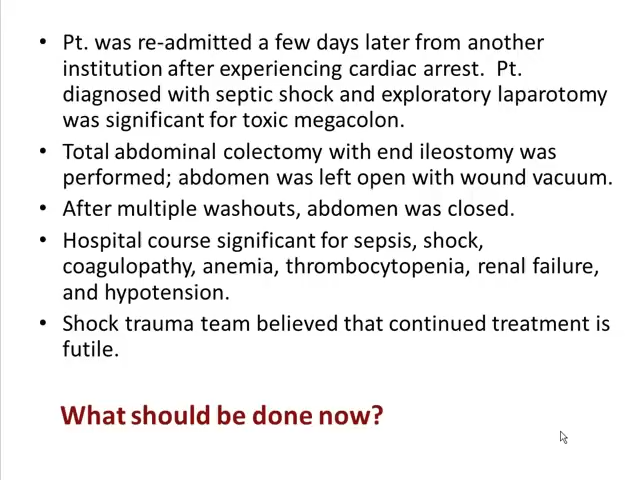 • Pt. was re-admitted a few days later from another
institution after experiencing cardiac arrest.  Pt.
diagnosed with septic shock and exploratory laparotomy
was significant for toxic megacolon.
• Total abdominal colectomy with end ileostomy was
performed; abdomen was left open with wound vacuum.
• After multiple washouts, abdomen was closed.
• Hospital course significant for sepsis, shock,
coagulopathy, anemia, thrombocytopenia, renal failure,
and hypotension.
• Shock trauma team believed that continued treatment is
futile.
What should be done now?